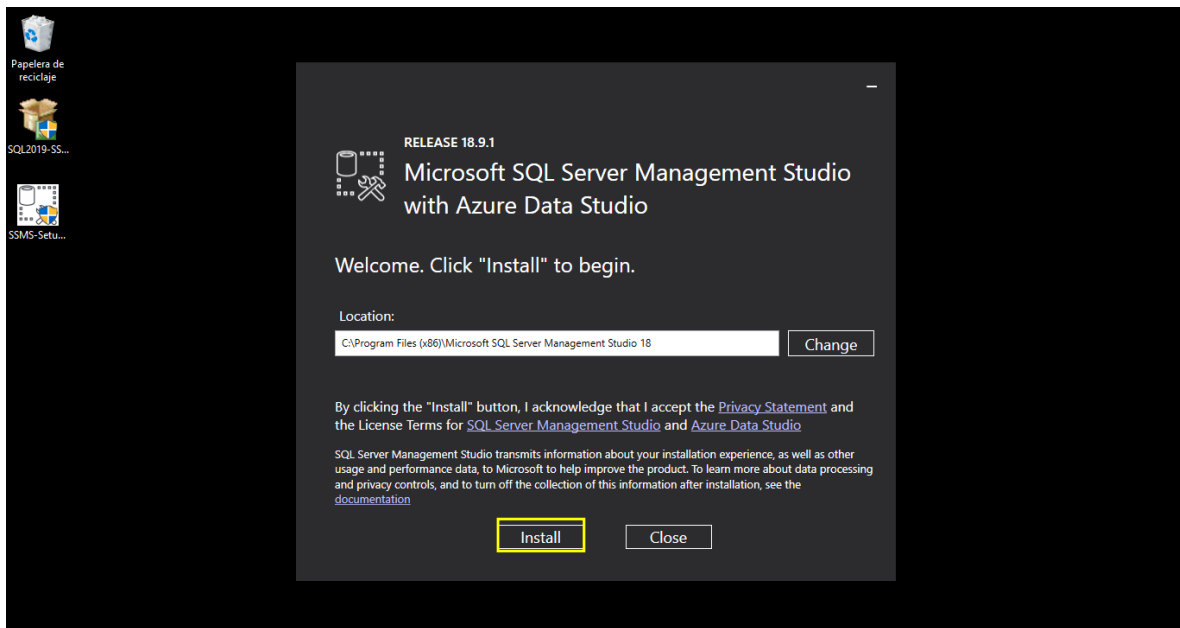 Papelera de
reciclaje
SQL2019-SS...
SSMS-Setu...
RELEASE 18.9.1
Microsoft SQL Server Management Studio
with Azure Data Studio
Welcome. Click "Install" to begin.
Location:
C:\Program Files (x86)\Microsoft SQL Server Management Studio 18
Change
By clicking the "Install" button, I acknowledge that I accept the Privacy Statement and
the License Terms for SQL Server Management Studio and Azure Data Studio
SQL Server Management Studio transmits information about your installation experience, as well as other
usage and performance data, to Microsoft to help improve the product. To learn more about data processing
and privacy controls, and to turn off the collection of this information after installation, see the
documentation
Install
Close